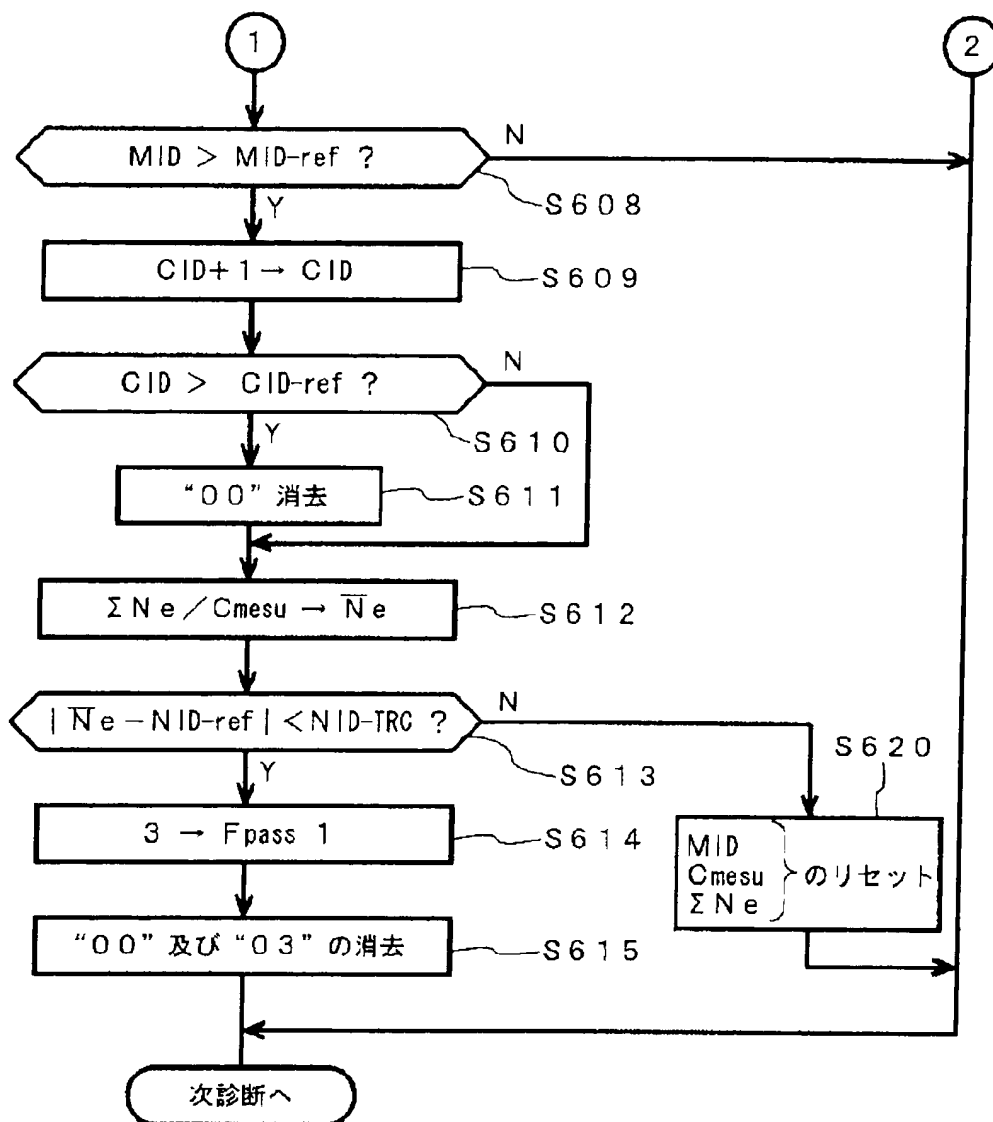 1
2
MID > MID-ref ?
N
S608
Y
CID+1→ CID
S609
CID > CID-ref ?
N
S610
Y
“00”消去
S611
ΣNe/Cmesu → N̅e
S612
|N̅e-NID-ref|<NID-TRC ?
N
S613
Y
S620
3 → Fpass 1
S614
MID
Cmesu
ΣNe
}のリセット
“00”及び“03”の消去
S615
次診断へ